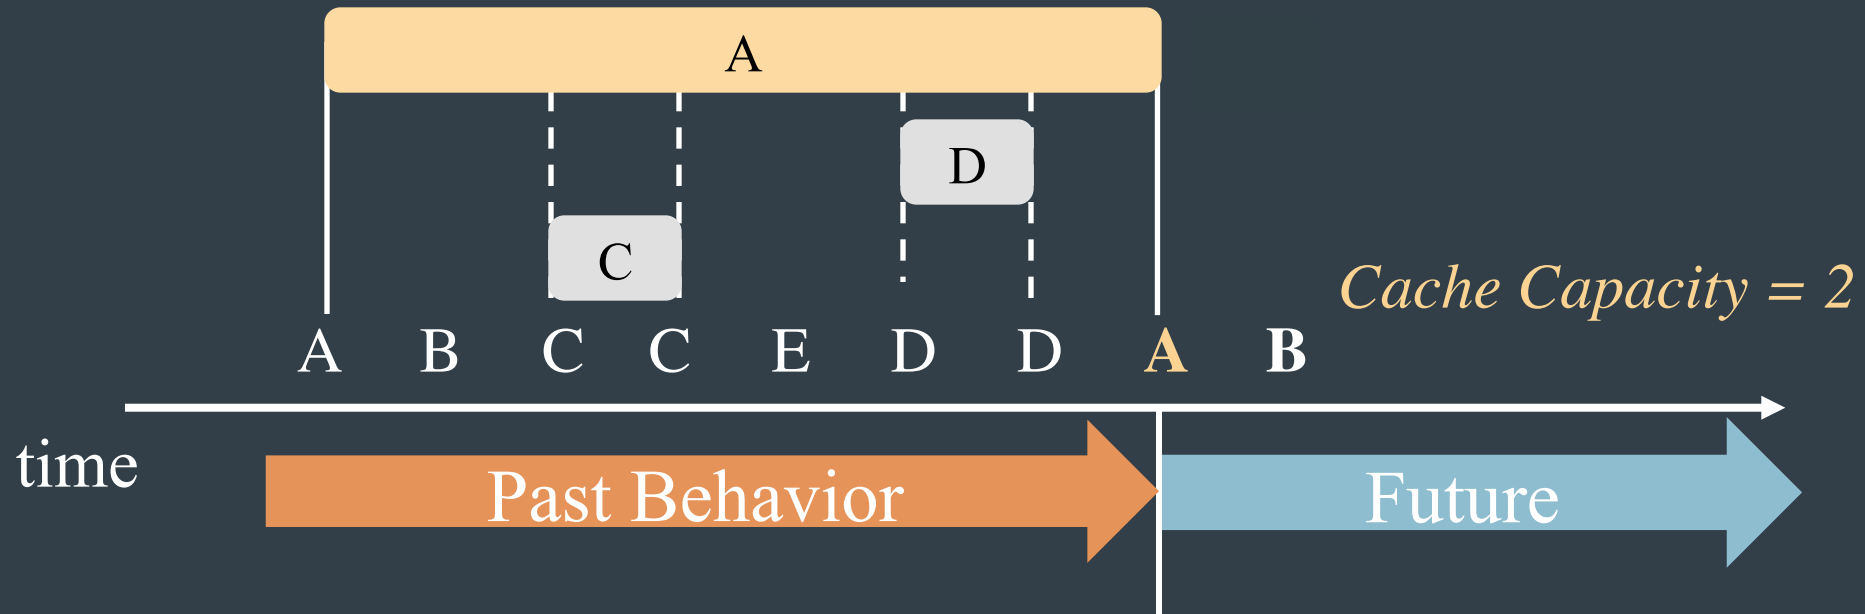 A
D
C
Cache Capacity = 2
A B C C E D D A B
time
Past Behavior
Future